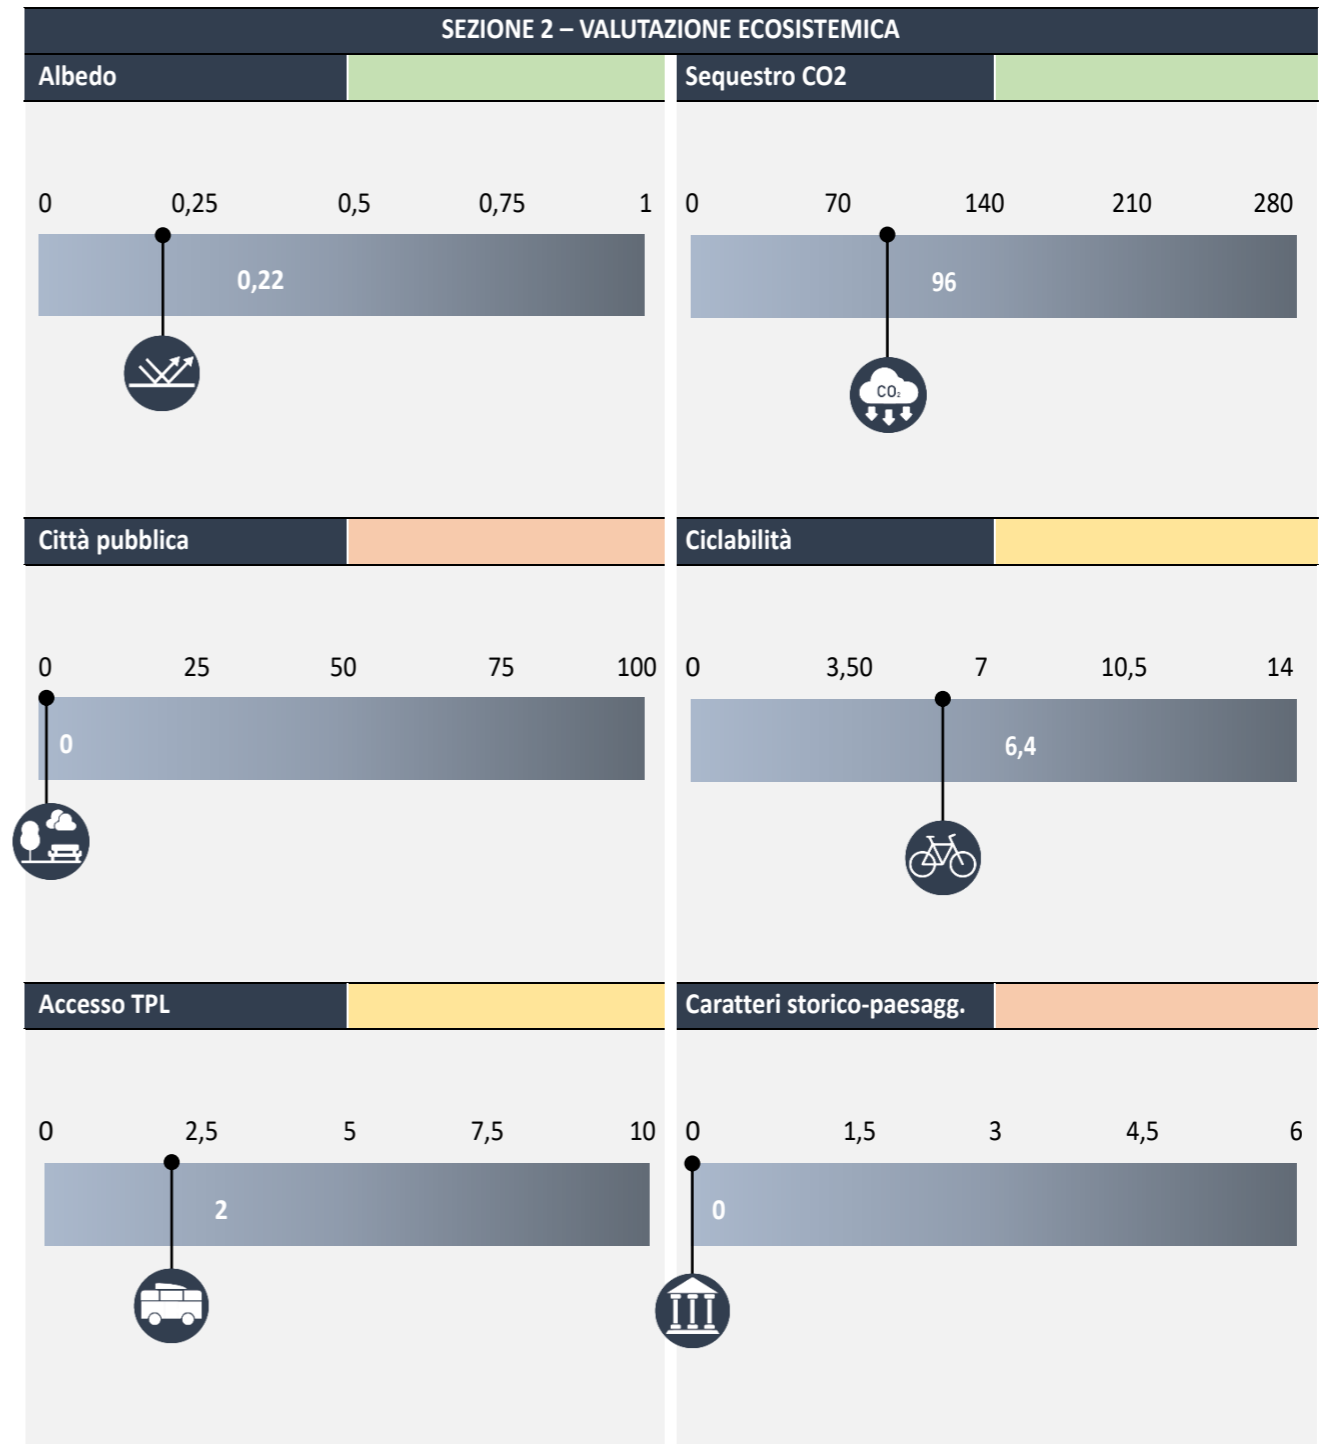 SEZIONE 2 – VALUTAZIONE ECOSISTEMICA
Albedo
0 0,25 0,5 0,75 1
0,22
Sequestro CO2
0 70 140 210 280
96
CO₂
Città pubblica
0 25 50 75 100
0
Ciclabilità
0 3,50 7 10,5 14
6,4
Accesso TPL
0 2,5 5 7,5 10
2
Caratteri storico-paesagg.
0 1,5 3 4,5 6
0